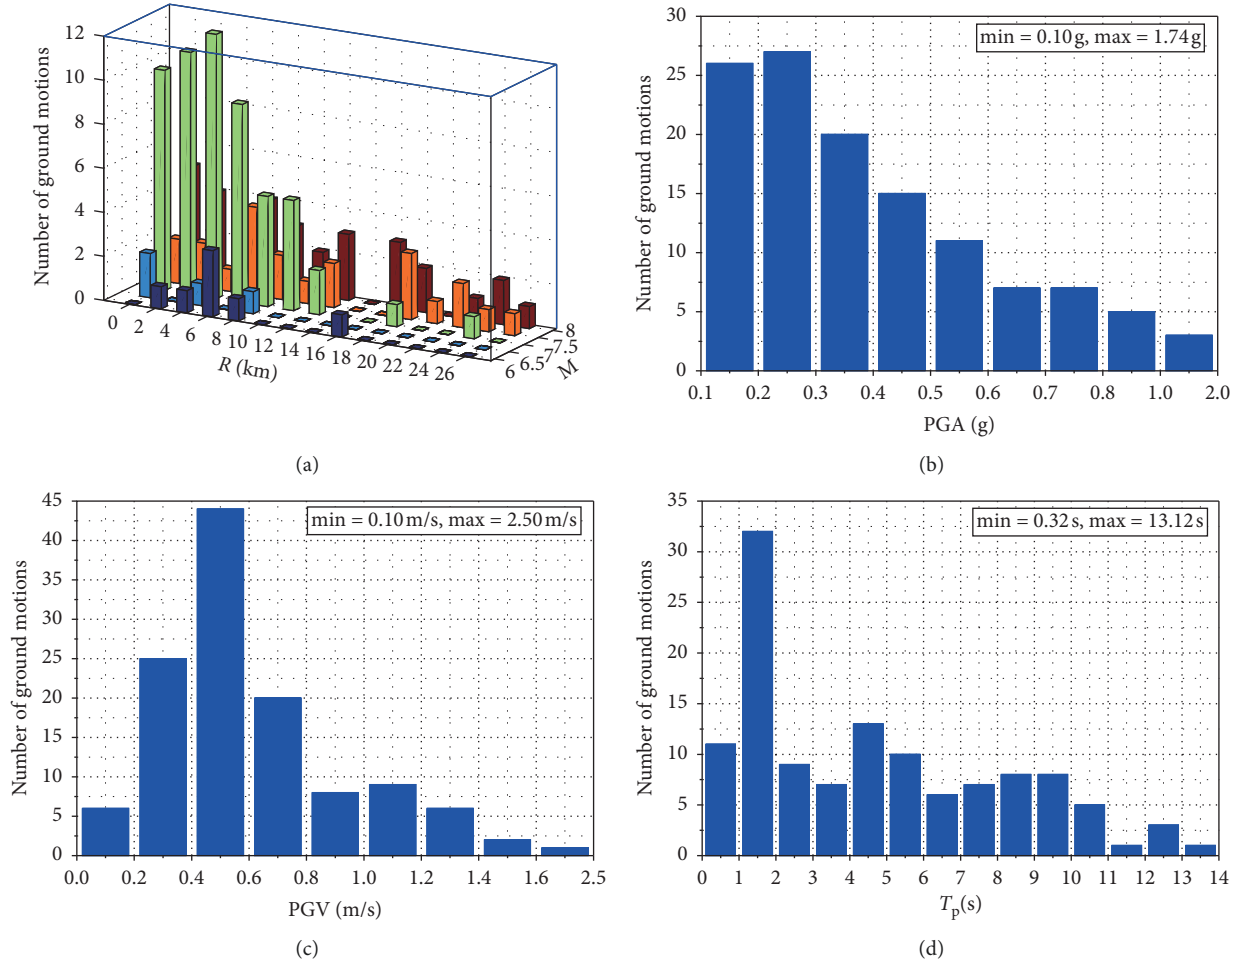 12
10
8
6
4
2
0
Number of ground motions
0
2
4
6
8
10
12
14
16
18
20
22
24
26
R (km)
6
6.5
7
7.5
8
M
(a)
30
25
20
15
10
5
0
Number of ground motions
min = 0.10 g, max = 1.74 g
0.1 0.2 0.3 0.4 0.5 0.6 0.7 0.8 1.0 2.0
PGA (g)
(b)
45
40
35
30
25
20
15
10
5
0
Number of ground motions
min = 0.10 m/s, max = 2.50 m/s
0.0 0.2 0.4 0.6 0.8 1.0 1.2 1.4 1.6 2.5
PGV (m/s)
(c)
35
30
25
20
15
10
5
0
Number of ground motions
min = 0.32 s, max = 13.12 s
0 1 2 3 4 5 6 7 8 9 10 11 12 13 14
Tp(s)
(d)